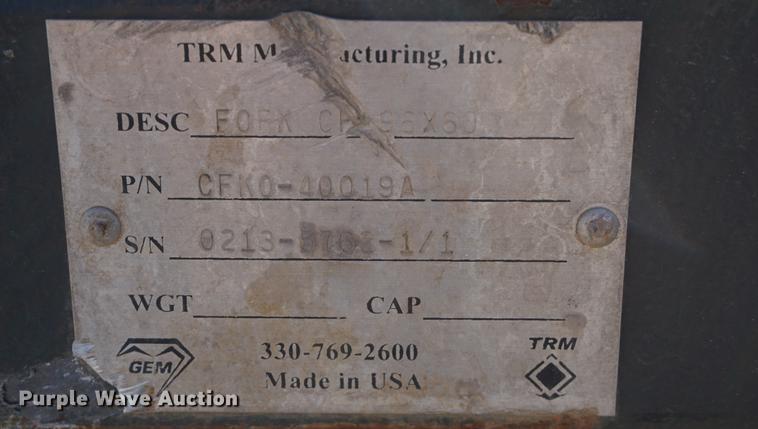 TRM Manufacturing, Inc.
DESC FORK 96X60
P/N CFK0-40019A
S/N
WGT CAP
GEM 330-769-2600 TRM
Made in USA
Purple Wave Auction